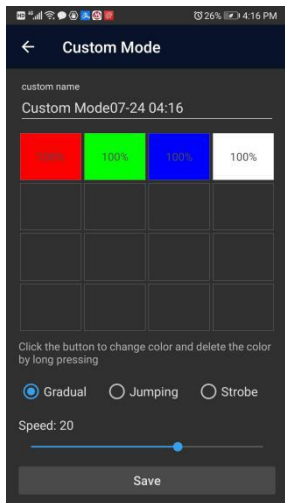 26% 4:16 PM
Custom Mode
custom name
Custom Mode07-24 04:16
100% 100% 100% 100%
Click the button to change color and delete the color
by long pressing
Gradual Jumping Strobe
Speed: 20
Save